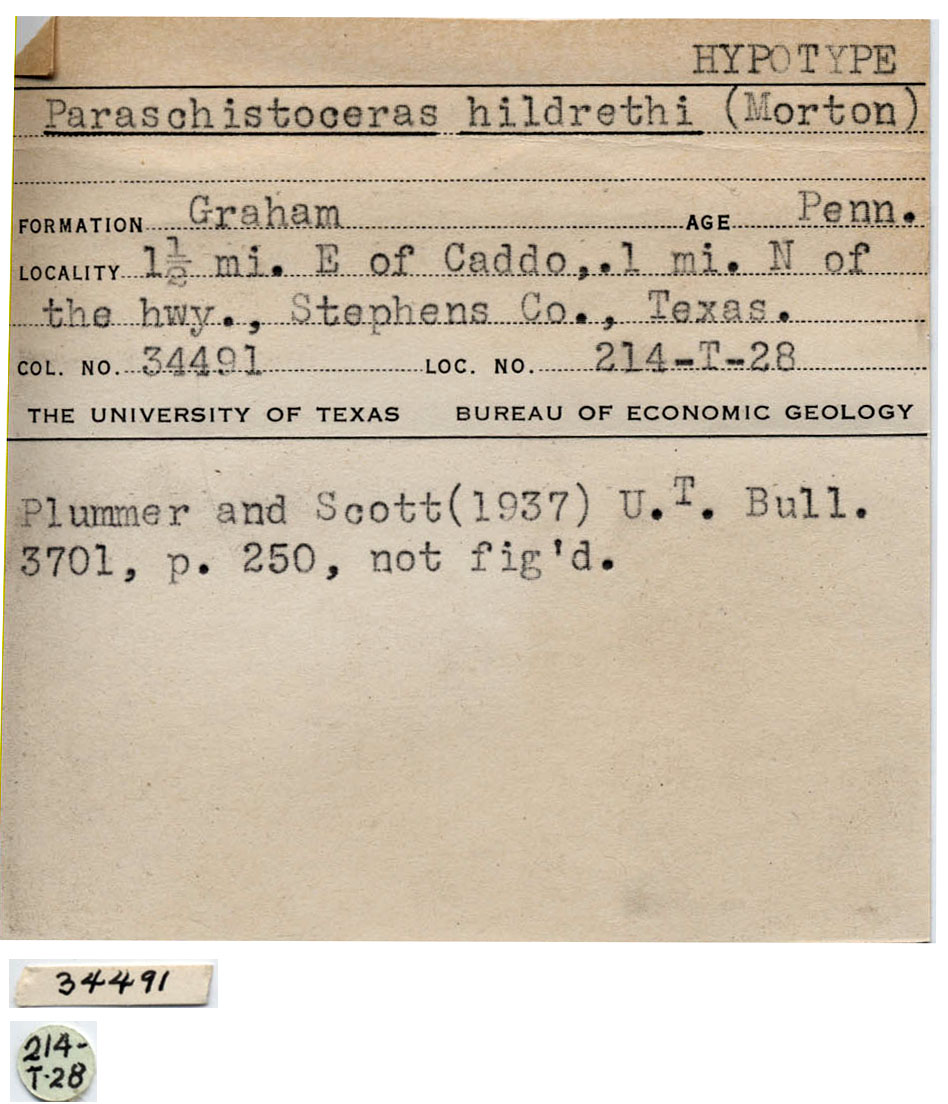 HYPOTYPE
Paraschistoceras hildrethi (Morton)
FORMATION Graham AGE Penn.
LOCALITY 1½ mi. E of Caddo,.1 mi. N of
the hwy., Stephens Co., Texas.
COL. NO. 34491 LOC. NO. 214-T-28
THE UNIVERSITY OF TEXAS BUREAU OF ECONOMIC GEOLOGY
Plummer and Scott(1937) U.T. Bull.
3701, p. 250, not fig'd.
34491
214-
T-28